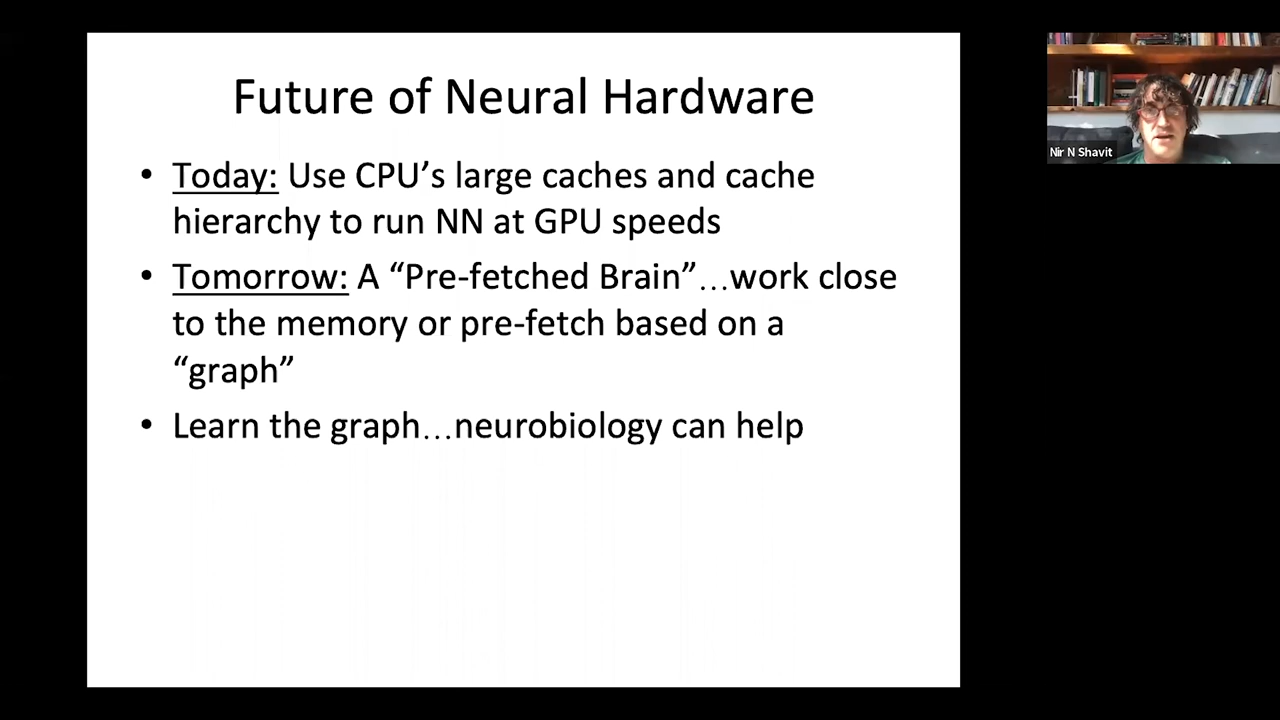 Future of Neural Hardware
• Today: Use CPU’s large caches and cache
hierarchy to run NN at GPU speeds
• Tomorrow: A “Pre-fetched Brain”…work close
to the memory or pre-fetch based on a
“graph”
• Learn the graph…neurobiology can help
Nir N Shavit